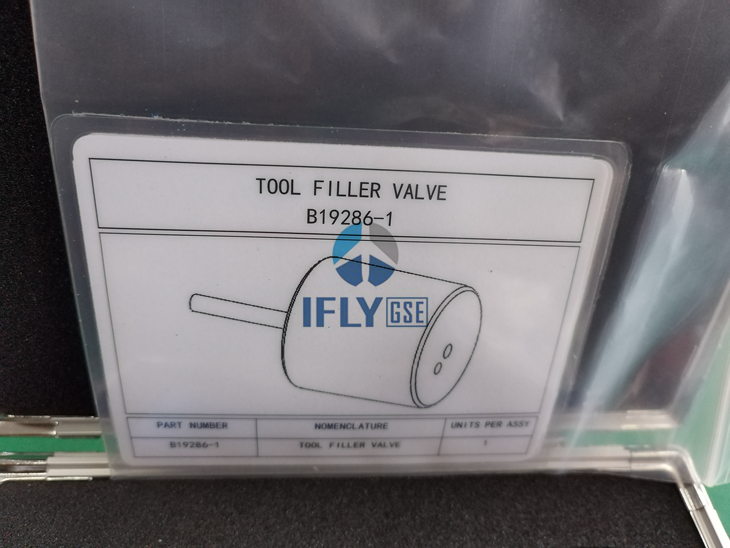 TOOL FILLER VALVE
B19286-1
IFLY GSE
PART NUMBER NOMENCLATURE UNITS PER ASSY
B19286-1 TOOL FILLER VALVE 1